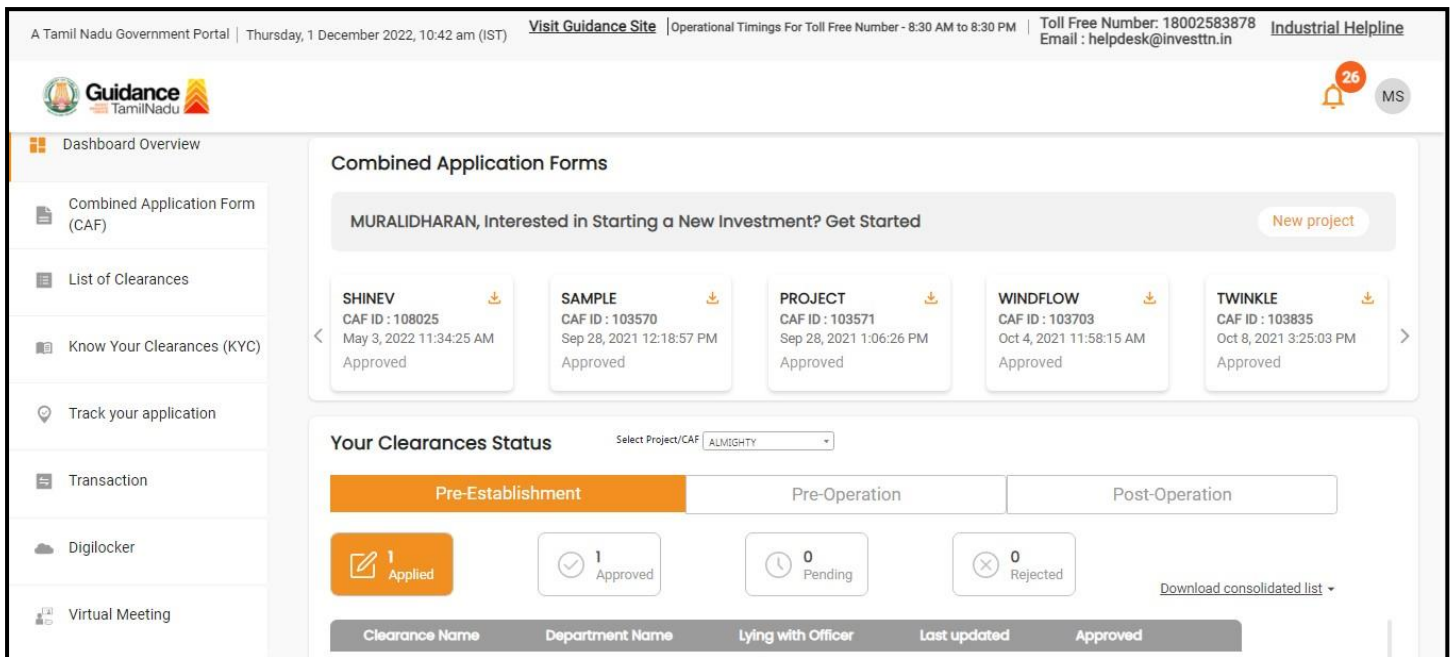 A Tamil Nadu Government Portal | Thursday, 1 December 2022, 10:42 am (IST)
Visit Guidance Site | Operational Timings For Toll Free Number - 8:30 AM to 8:30 PM |
Toll Free Number: 18002583878
Email : helpdesk@investtn.in
Industrial Helpline
Guidance
TamilNadu
26
MS
Dashboard Overview
Combined Application Form
(CAF)
List of Clearances
Know Your Clearances (KYC)
Track your application
Transaction
Digilocker
Virtual Meeting
Combined Application Forms
MURALIDHARAN, Interested in Starting a New Investment? Get Started
New project
SHINEV
CAF ID : 108025
May 3, 2022 11:34:25 AM
Approved
SAMPLE
CAF ID : 103570
Sep 28, 2021 12:18:57 PM
Approved
PROJECT
CAF ID : 103571
Sep 28, 2021 1:06:26 PM
Approved
WINDFLOW
CAF ID : 103703
Oct 4, 2021 11:58:15 AM
Approved
TWINKLE
CAF ID : 103835
Oct 8, 2021 3:25:03 PM
Approved
Your Clearances Status
Select Project/CAF ALMIGHTY
Pre-Establishment
Pre-Operation
Post-Operation
1
Applied
1
Approved
0
Pending
0
Rejected
Download consolidated list
Clearance Name Department Name Lying with Officer Last updated Approved